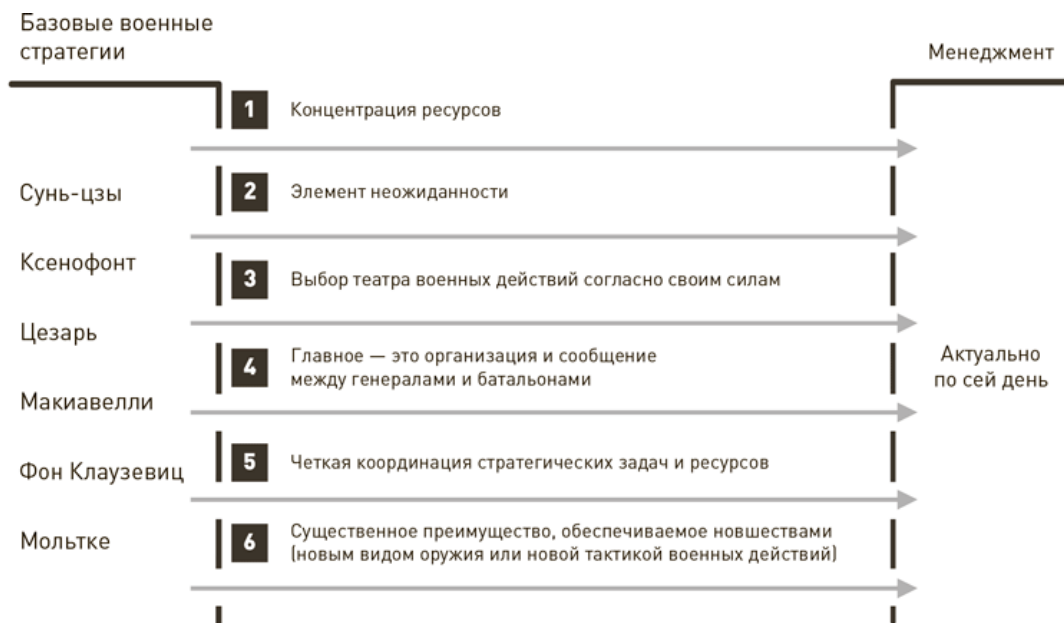 Базовые военные
стратегии
Менеджмент
1 Концентрация ресурсов
Сунь-цзы
2 Элемент неожиданности
Ксенофонт
3 Выбор театра военных действий согласно своим силам
Цезарь
4 Главное — это организация и сообщение
между генералами и батальонами
Актуально
по сей день
Макиавелли
Фон Клаузевиц
5 Четкая координация стратегических задач и ресурсов
Мольтке
6 Существенное преимущество, обеспечиваемое новшествами
(новым видом оружия или новой тактикой военных действий)